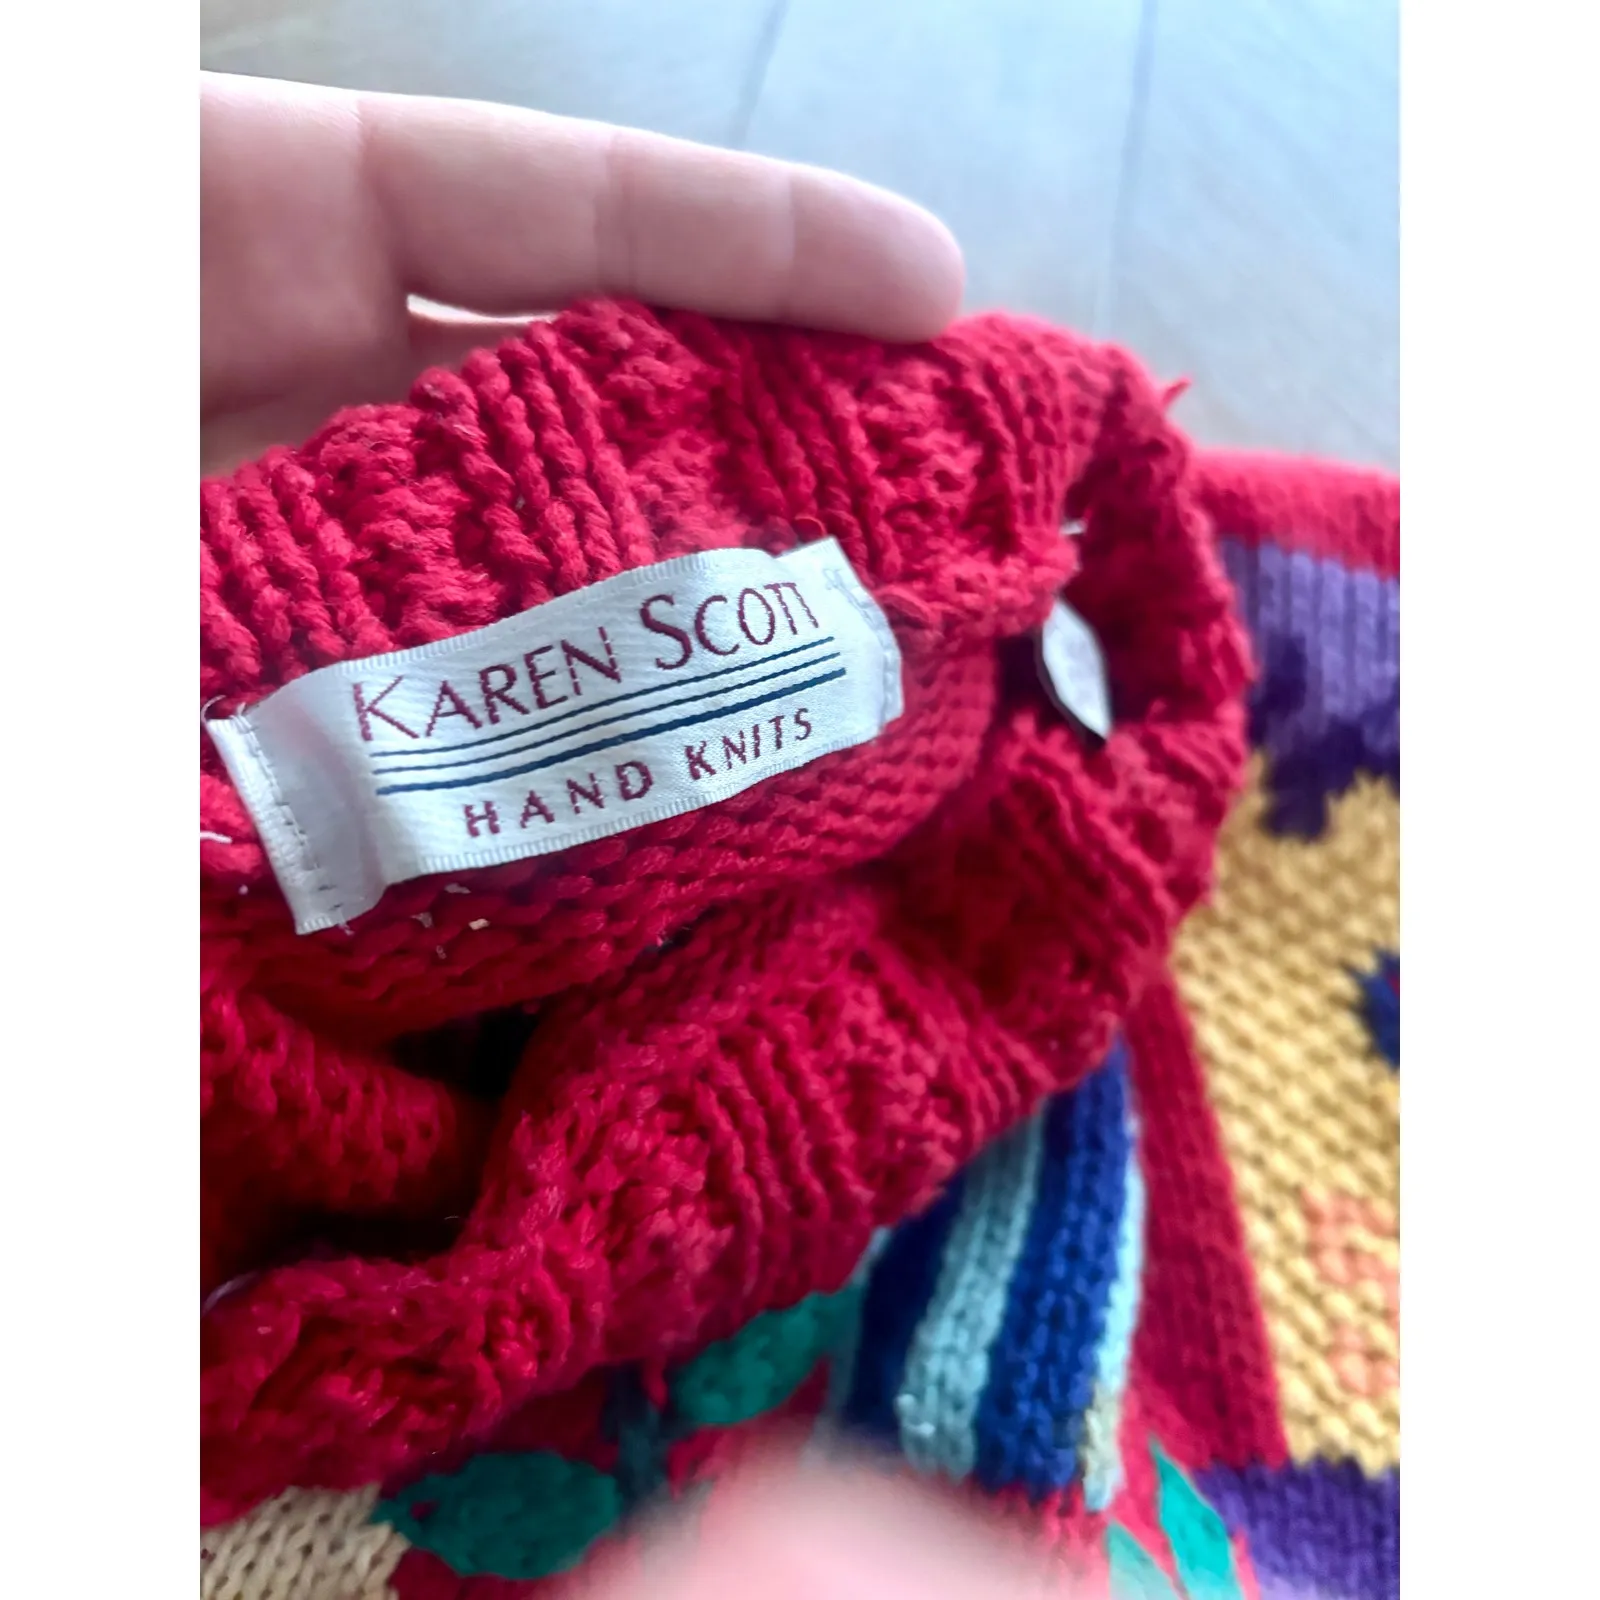 KAREN SCOTT
HAND KNITS